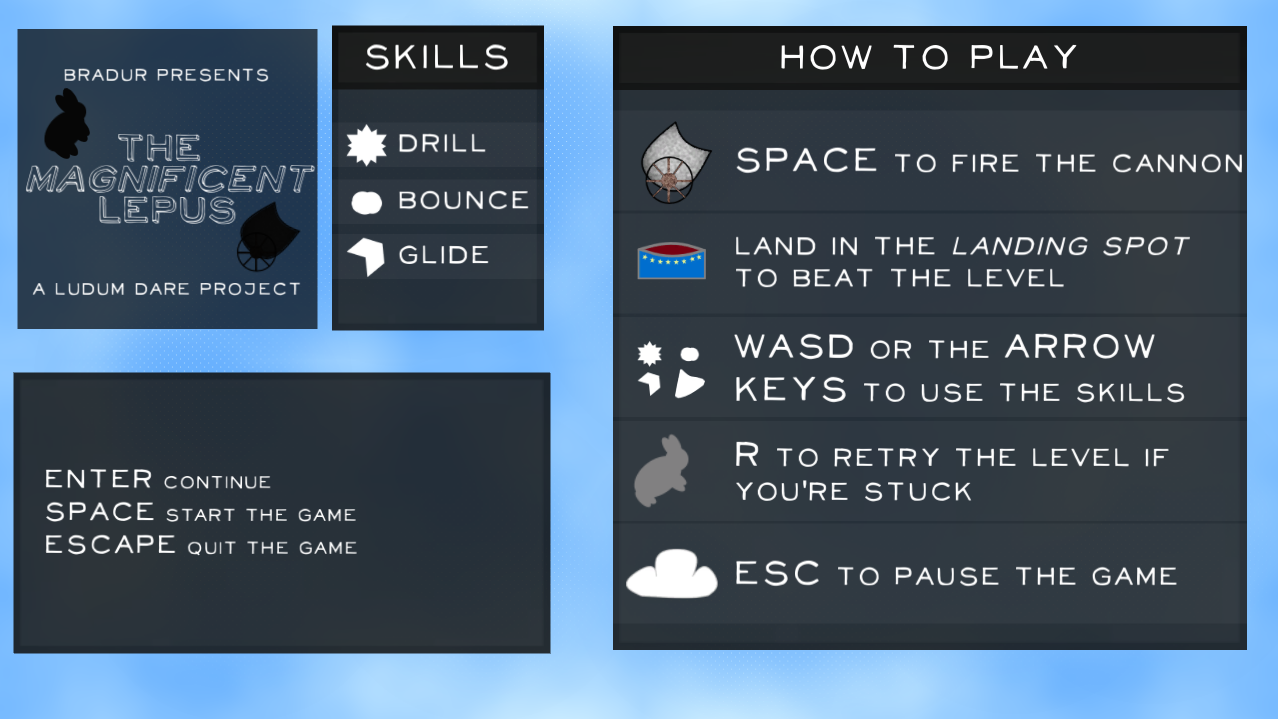 BRADUR PRESENTS
THE
MAGNIFICENT
LEPUS
A LUDUM DARE PROJECT
SKILLS
DRILL
BOUNCE
GLIDE
ENTER CONTINUE
SPACE START THE GAME
ESCAPE QUIT THE GAME
HOW TO PLAY
SPACE TO FIRE THE CANNON
LAND IN THE LANDING SPOT
TO BEAT THE LEVEL
WASD OR THE ARROW
KEYS TO USE THE SKILLS
R TO RETRY THE LEVEL IF
YOU'RE STUCK
ESC TO PAUSE THE GAME